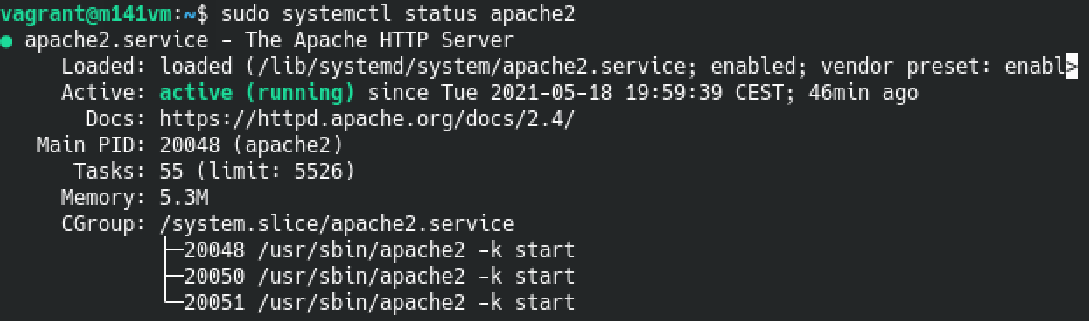 vagrant@m141vm:~$ sudo systemctl status apache2
● apache2.service - The Apache HTTP Server
     Loaded: loaded (/lib/systemd/system/apache2.service; enabled; vendor preset: enabl>
     Active: active (running) since Tue 2021-05-18 19:59:39 CEST; 46min ago
       Docs: https://httpd.apache.org/docs/2.4/
   Main PID: 20048 (apache2)
      Tasks: 55 (limit: 5526)
     Memory: 5.3M
     CGroup: /system.slice/apache2.service
             ├─20048 /usr/sbin/apache2 -k start
             ├─20050 /usr/sbin/apache2 -k start
             └─20051 /usr/sbin/apache2 -k start